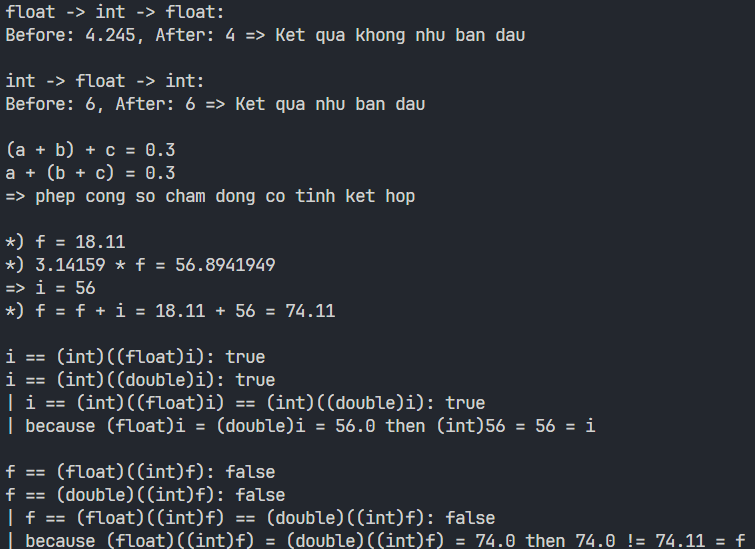 float -> int -> float:
Before: 4.245, After: 4 => Ket qua khong nhu ban dau
int -> float -> int:
Before: 6, After: 6 => Ket qua nhu ban dau
(a + b) + c = 0.3
a + (b + c) = 0.3
=> phep cong so cham dong co tinh ket hop
*) f = 18.11
*) 3.14159 * f = 56.8941949
=> i = 56
*) f = f + i = 18.11 + 56 = 74.11
i == (int)((float)i): true
i == (int)((double)i): true
| i == (int)((float)i) == (int)((double)i): true
| because (float)i = (double)i = 56.0 then (int)56 = 56 = i
f == (float)((int)f): false
f == (double)((int)f): false
| f == (float)((int)f) == (double)((int)f): false
| because (float)((int)f) = (double)((int)f) = 74.0 then 74.0 != 74.11 = f